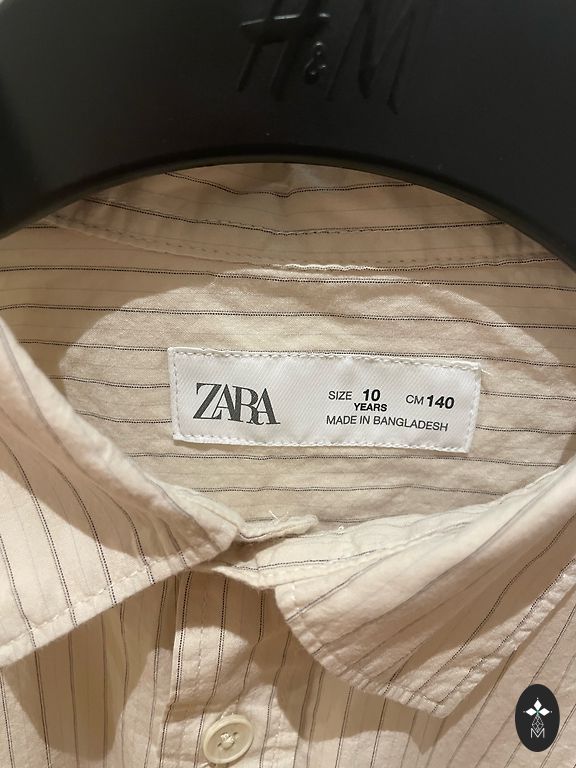 H&M
ZARA
SIZE 10 YEARS CM 140
MADE IN BANGLADESH
M